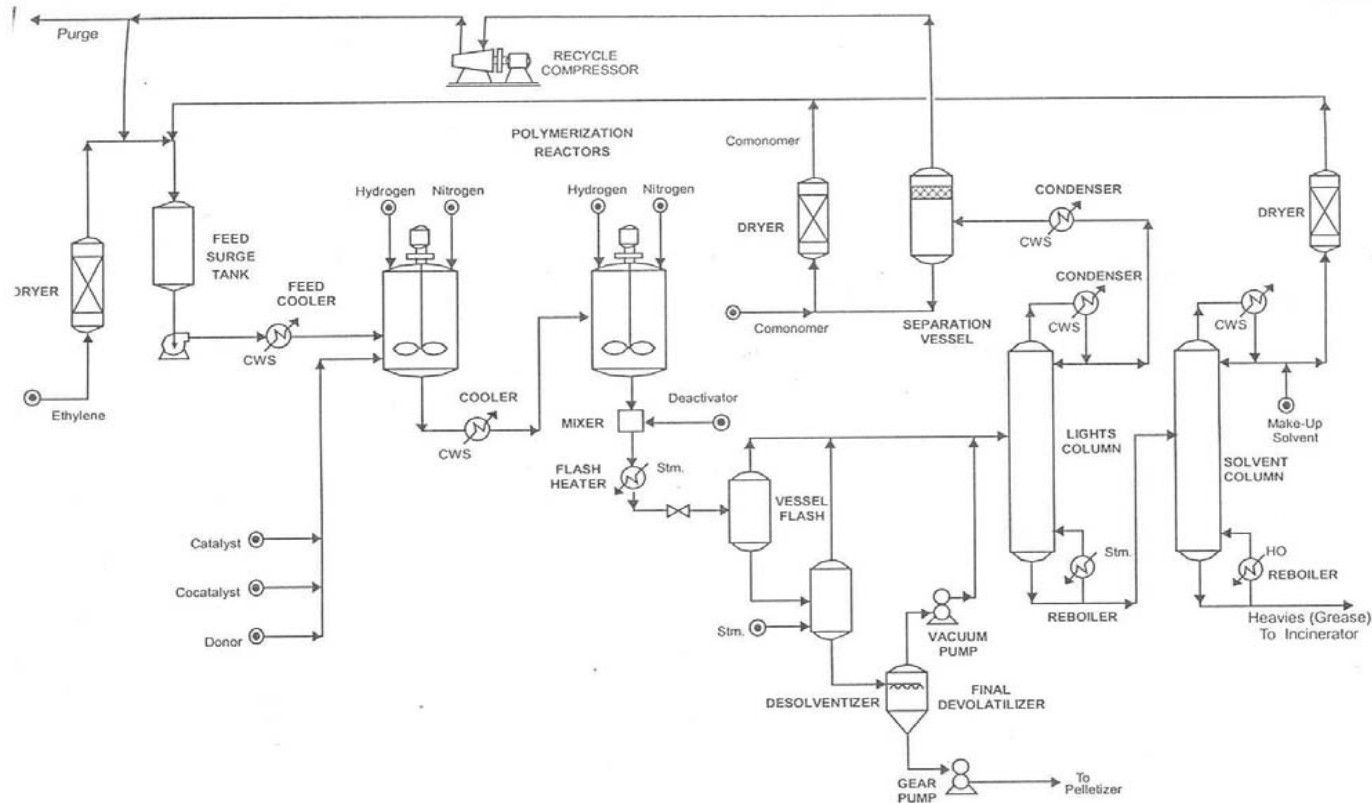 Purge
RECYCLE
COMPRESSOR
POLYMERIZATION
REACTORS
Comonomer
Hydrogen
Nitrogen
Hydrogen
Nitrogen
CONDENSER
CWS
DRYER
DRYER
FEED
SURGE
TANK
DRYER
FEED
COOLER
CWS
CONDENSER
CWS
CWS
Comonomer
SEPARATION
VESSEL
Ethylene
COOLER
CWS
MIXER
Deactivator
Make-Up
Solvent
LIGHTS
COLUMN
SOLVENT
COLUMN
FLASH
HEATER
Stm.
VESSEL
FLASH
Catalyst
Cocatalyst
Donor
Stm.
Stm.
REBOILER
HO
REBOILER
Heavies (Grease)
To Incinerator
VACUUM
PUMP
DESOLVENTIZER
FINAL
DEVOLATILIZER
GEAR
PUMP
To
Pelletizer